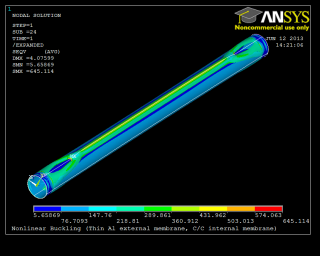 1
NODAL SOLUTION
STEP=1
SUB =24
TIME=1
/EXPANDED
SEQV (AVG)
DMX =4.07599
SMN =5.65869
SMX =645.114
ANSYS
Noncommercial use only
JUN 12 2013
14:21:06
5.65869 147.76 289.861 431.962 574.063
76.7093 218.81 360.912 503.013 645.114
Nonlinear Buckling (Thin Al external membrane, C/C internal membrane)